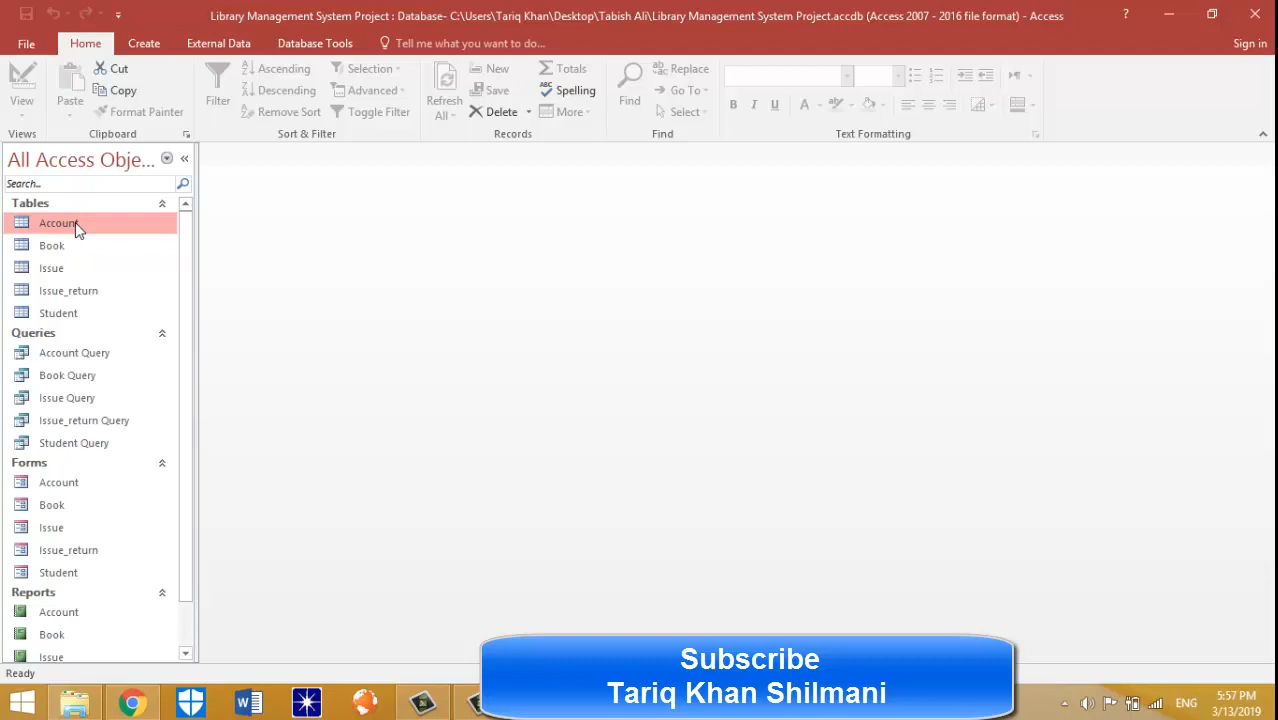 Library Management System Project : Database- C:\Users\Tariq Khan\Desktop\Tabish Ali\Library Management System Project.accdb (Access 2007 - 2016 file format) - Access
?
File
Home
Create
External Data
Database Tools
Tell me what you want to do...
Sign in
View
Paste
Cut
Copy
Format Painter
Filter
Ascending
Descending
Remove Sort
Selection
Advanced
Toggle Filter
Refresh
All
New
Save
Delete
Totals
Spelling
More
Find
Replace
Go To
Select
Views
Clipboard
Sort & Filter
Records
Find
Text Formatting
All Access Obje...
Search...
Tables
Account
Book
Issue
Issue_return
Student
Queries
Account Query
Book Query
Issue Query
Issue_return Query
Student Query
Forms
Account
Book
Issue
Issue_return
Student
Reports
Account
Book
Issue
Ready
Subscribe
Tariq Khan Shilmani
ENG
5:57 PM
3/13/2019